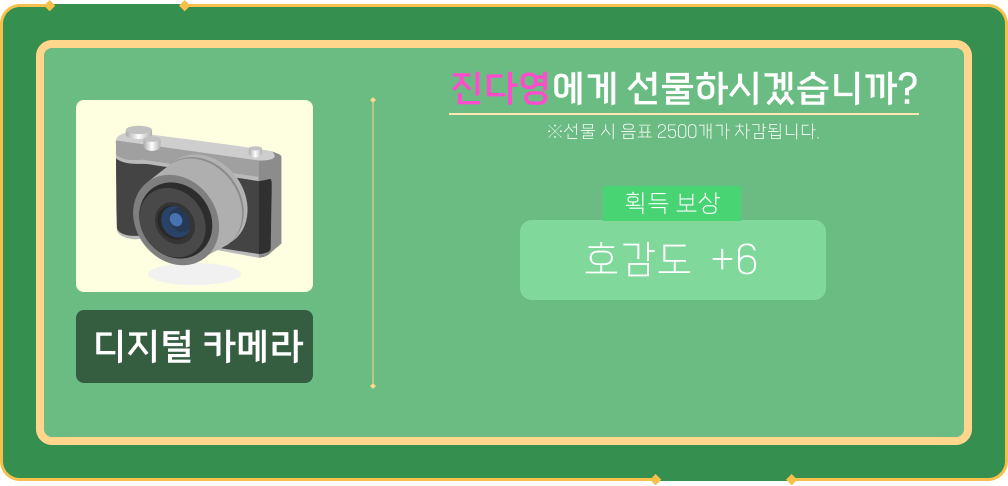 진다영에게 선물하시겠습니까?
※선물 시 음표 2500개가 차감됩니다.
획득 보상
호감도 +6
디지털 카메라